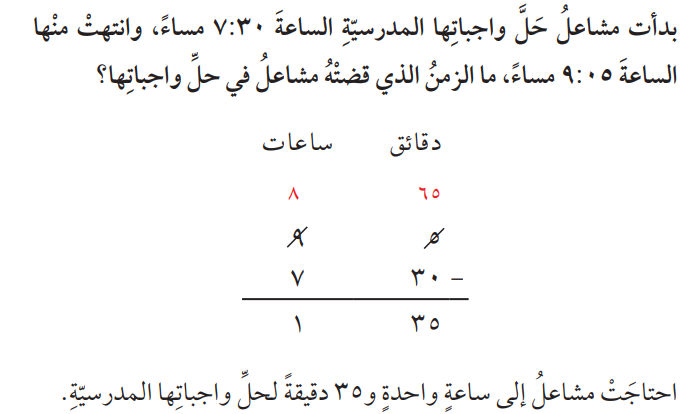 بدأت مشاعلُ حَلَّ واجباتِها المدرسيّةِ الساعةَ ٧:٣٠ مساءً، وانتهتْ منْها
الساعةَ ٩:٠٥ مساءً، ما الزمنُ الذي قضتْهُ مشاعلُ في حلِّ واجباتِها؟
دقائق ساعات
٦٥ ٨
٥ ٩
− ٣٠ ٧
٣٥ ١
احتاجَتْ مشاعلُ إلى ساعةٍ واحدةٍ و٣٥ دقيقةً لحلِّ واجباتِها المدرسيّةِ.